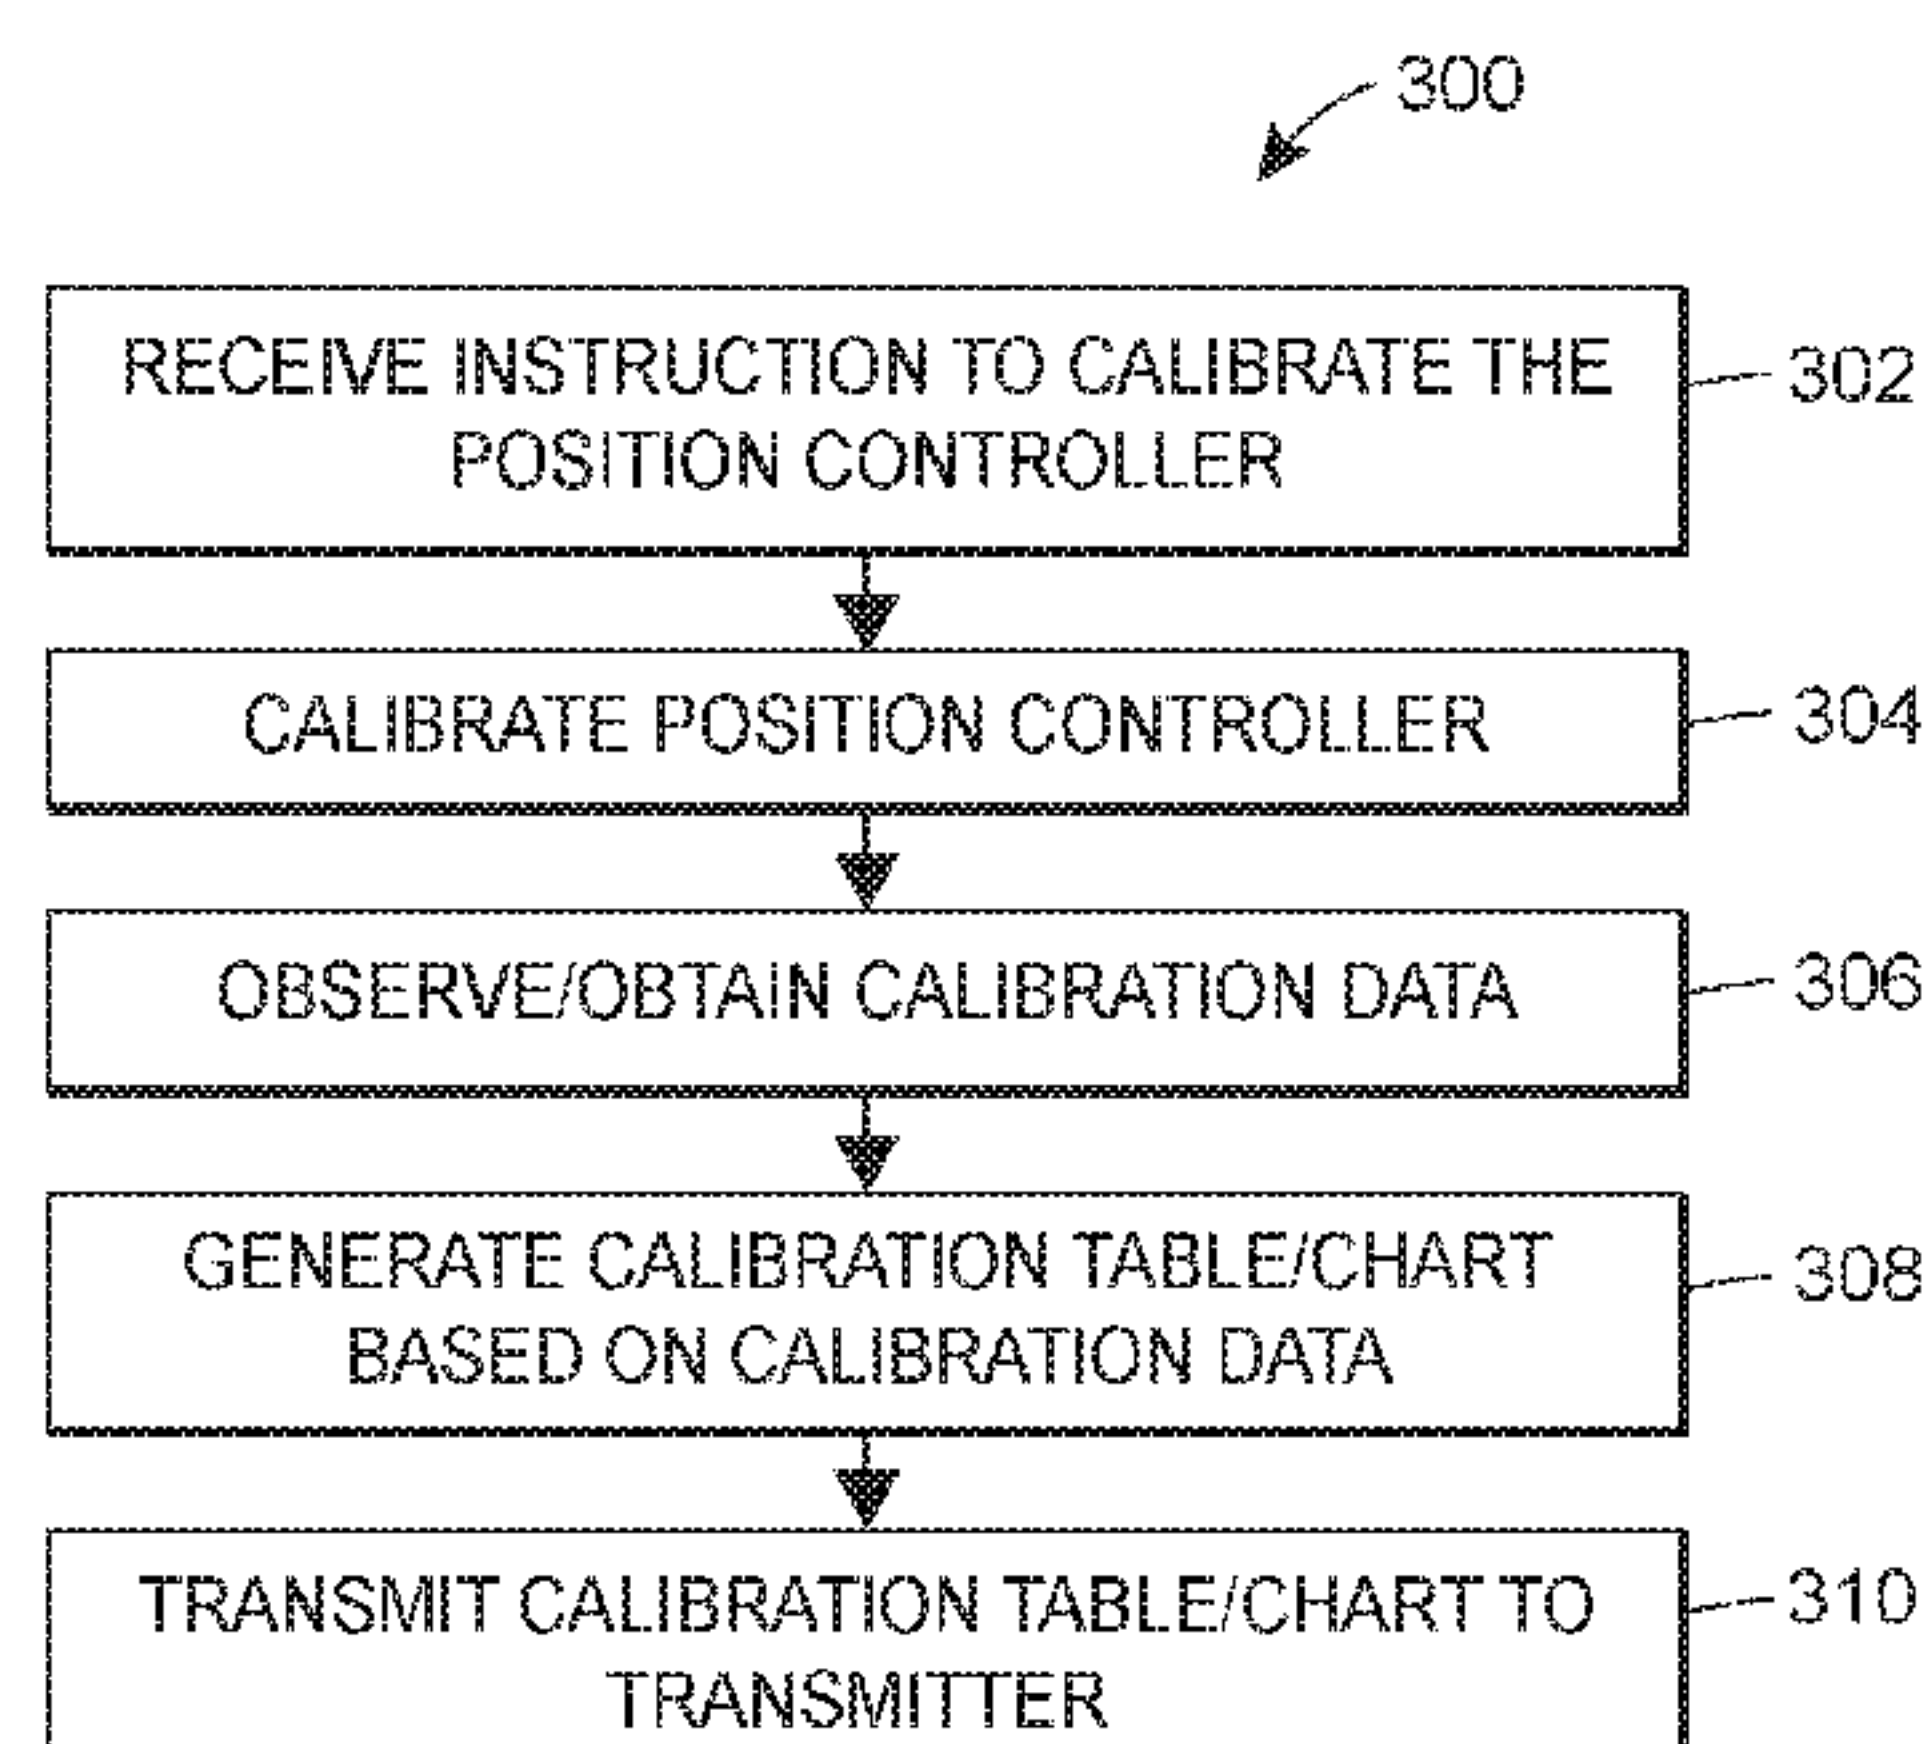 300
RECEIVE INSTRUCTION TO CALIBRATE THE
POSITION CONTROLLER
302
CALIBRATE POSITION CONTROLLER
304
OBSERVE/OBTAIN CALIBRATION DATA
306
GENERATE CALIBRATION TABLE/CHART
BASED ON CALIBRATION DATA
308
TRANSMIT CALIBRATION TABLE/CHART TO
TRANSMITTER
310